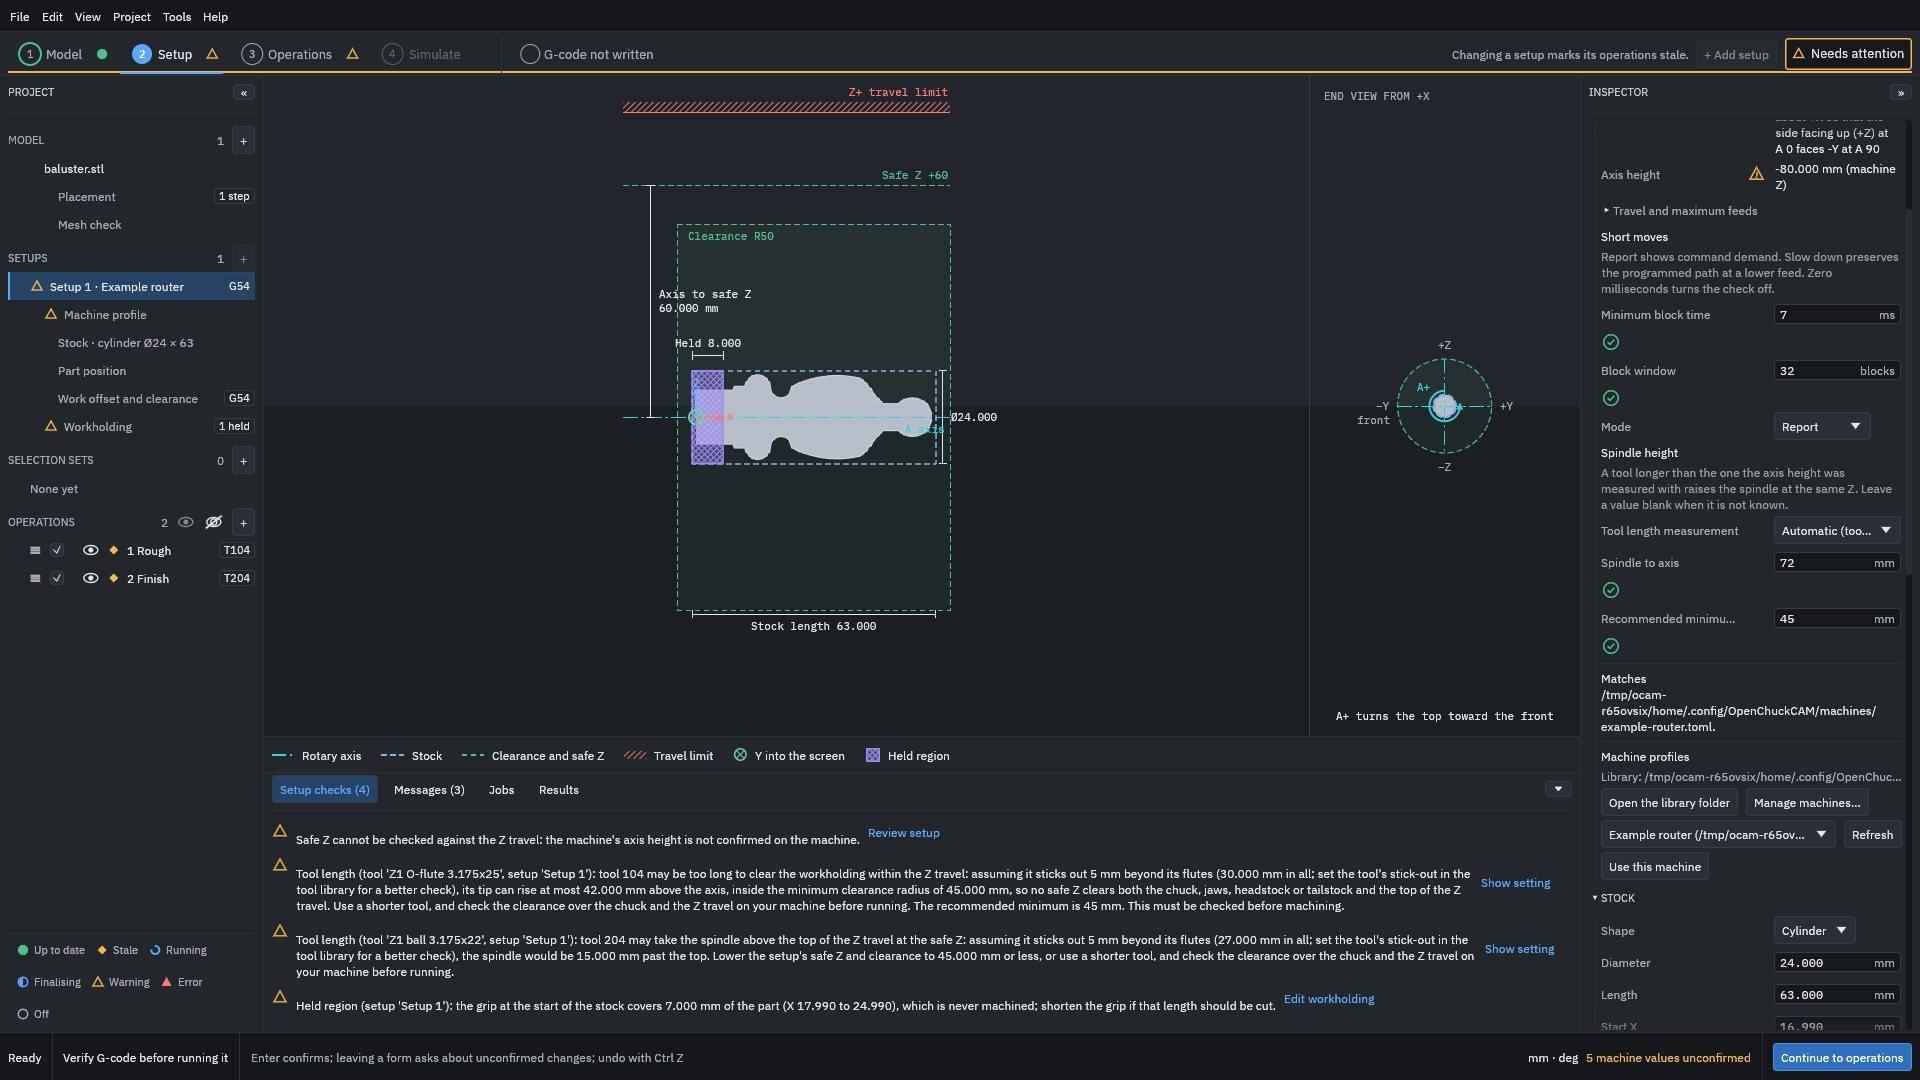 File Edit View Project Tools Help
1 Model 2 Setup 3 Operations 4 Simulate G-code not written Changing a setup marks its operations stale. + Add setup Needs attention
PROJECT «
MODEL 1 +
baluster.stl
Placement 1 step
Mesh check
SETUPS 1 +
Setup 1 · Example router G54
Machine profile
Stock · cylinder Ø24 × 63
Part position
Work offset and clearance G54
Workholding 1 held
SELECTION SETS 0 +
None yet
OPERATIONS 2 +
1 Rough T104
2 Finish T204
Up to date Stale Running
Finalising Warning Error
Off
Z+ travel limit
Safe Z +60
Clearance R50
Axis to safe Z
60.000 mm
Held 8.000
X
A axis
Ø24.000
Stock length 63.000
END VIEW FROM +X
+Z
A+
−Y
front
+Y
−Z
A+ turns the top toward the front
Rotary axis Stock Clearance and safe Z Travel limit Y into the screen Held region
Setup checks (4) Messages (3) Jobs Results
Safe Z cannot be checked against the Z travel: the machine's axis height is not confirmed on the machine. Review setup
Tool length (tool 'Z1 O-flute 3.175x25', setup 'Setup 1'): tool 104 may be too long to clear the workholding within the Z travel: assuming it sticks out 5 mm beyond its flutes (30.000 mm in all; set the tool's stick-out in the
tool library for a better check), its tip can rise at most 42.000 mm above the axis, inside the minimum clearance radius of 45.000 mm, so no safe Z clears both the chuck, jaws, headstock or tailstock and the top of the Z
travel. Use a shorter tool, and check the clearance over the chuck and the Z travel on your machine before running. The recommended minimum is 45 mm. This must be checked before machining.
Show setting
Tool length (tool 'Z1 ball 3.175x22', setup 'Setup 1'): tool 204 may take the spindle above the top of the Z travel at the safe Z: assuming it sticks out 5 mm beyond its flutes (27.000 mm in all; set the tool's stick-out in the
tool library for a better check), the spindle would be 15.000 mm past the top. Lower the setup's safe Z and clearance to 45.000 mm or less, or use a shorter tool, and check the clearance over the chuck and the Z travel on
your machine before running.
Show setting
Held region (setup 'Setup 1'): the grip at the start of the stock covers 7.000 mm of the part (X 17.990 to 24.990), which is never machined; shorten the grip if that length should be cut. Edit workholding
INSPECTOR »
side facing up (+Z) at
A 0 faces -Y at A 90
Axis height -80.000 mm (machine
Z)
Travel and maximum feeds
Short moves
Report shows command demand. Slow down preserves
the programmed path at a lower feed. Zero
milliseconds turns the check off.
Minimum block time 7 ms
Block window 32 blocks
Mode Report
Spindle height
A tool longer than the one the axis height was
measured with raises the spindle at the same Z. Leave
a value blank when it is not known.
Tool length measurement Automatic (too...
Spindle to axis 72 mm
Recommended minimu... 45 mm
Matches
/tmp/ocam-
r65ovsix/home/.config/OpenChuckCAM/machines/
example-router.toml.
Machine profiles
Library: /tmp/ocam-r65ovsix/home/.config/OpenChuc...
Open the library folder Manage machines...
Example router (/tmp/ocam-r65ov... Refresh
Use this machine
STOCK
Shape Cylinder
Diameter 24.000 mm
Length 63.000 mm
Start X 16.990 mm
Ready Verify G-code before running it Enter confirms; leaving a form asks about unconfirmed changes; undo with Ctrl Z mm · deg 5 machine values unconfirmed Continue to operations